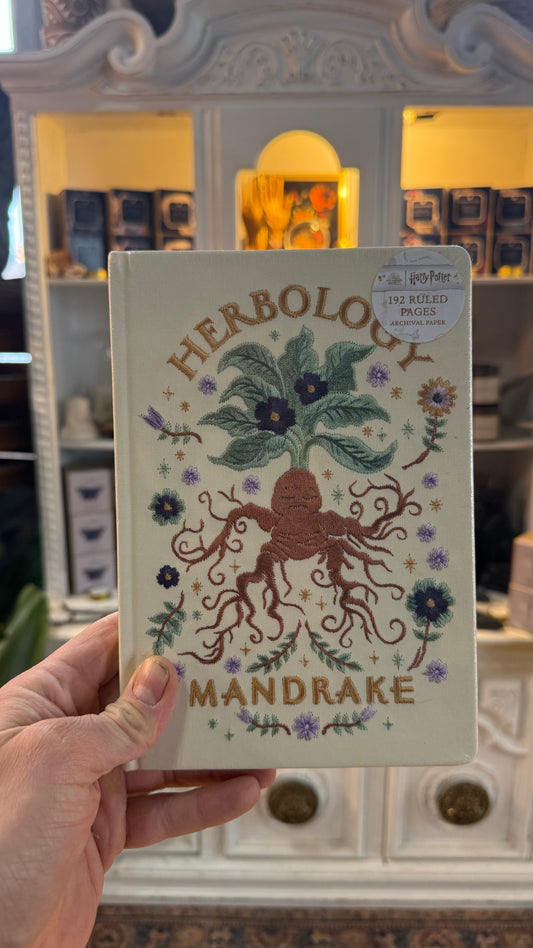 HERBOLOGY
Harry Potter
192 RULED
PAGES
ARCHIVAL PAPER
MANDRAKE